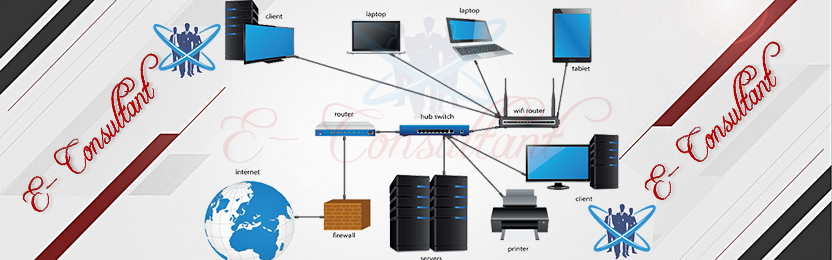 client
laptop
laptop
tablet
E- Consultant
wifi router
router
hub switch
E- Consultant
E- Consultant
internet
client
firewall
printer
servers